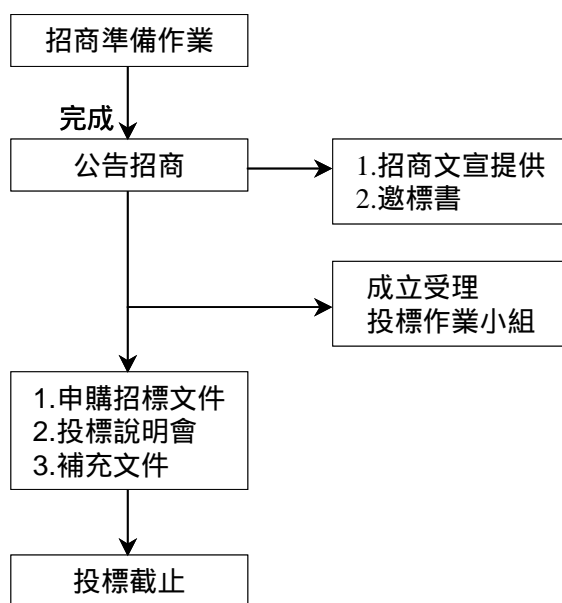 招商準備作業
完成
公告招商
1.招商文宣提供
2.邀標書
成立受理
投標作業小組
1.申購招標文件
2.投標說明會
3.補充文件
投標截止